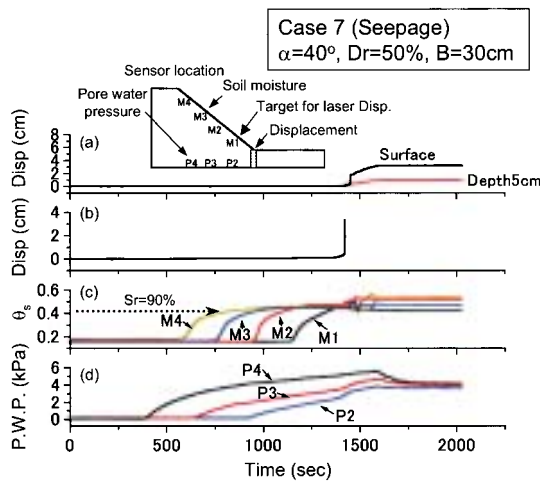 Case 7 (Seepage)
α=40°, Dr=50%, B=30cm
Sensor location
Soil moisture
Pore water
pressure
Target for laser Disp.
Displacement
M4
M3
M2
M1
P4 P3 P2
(a)
Disp (cm)
8
6
4
2
0
Surface
Depth5cm
(b)
Disp (cm)
4
2
0
(c)
θs
0.6
0.4
0.2
Sr=90%
M4
M3
M2
M1
(d)
P.W.P. (kPa)
6
4
2
0
P4
P3
P2
0 500 1000 1500 2000
Time (sec)